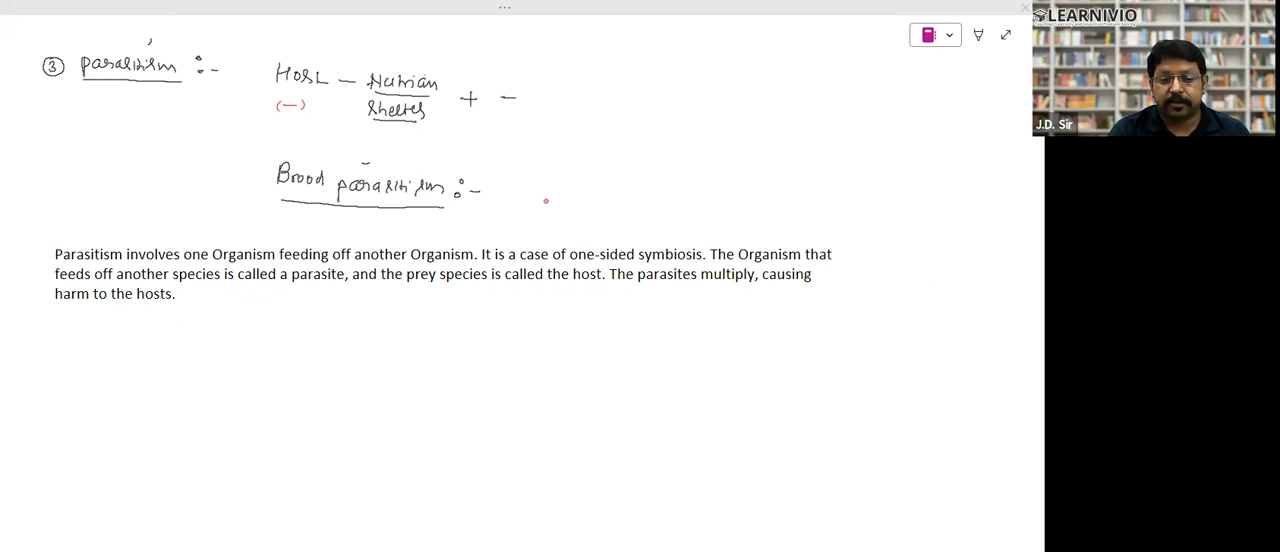 LEARNIVIO
③ parasitism :-
Host - Nutrian
(-) Shelter + -
Brood parasitism :-
J.D. Sir
Parasitism involves one Organism feeding off another Organism. It is a case of one-sided symbiosis. The Organism that
feeds off another species is called a parasite, and the prey species is called the host. The parasites multiply, causing
harm to the hosts.